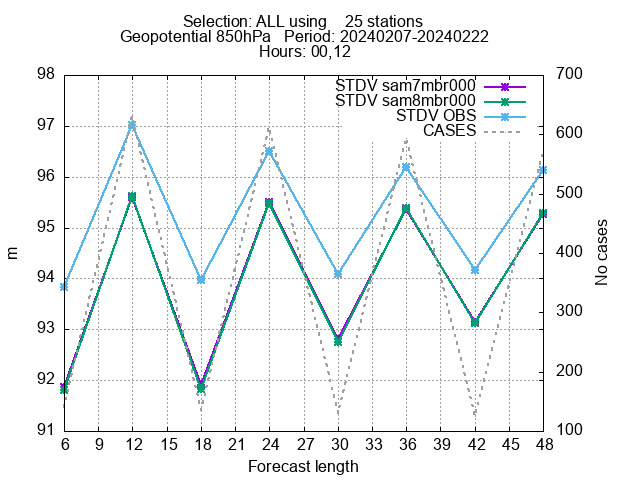 Selection: ALL using    25 stations
Geopotential 850hPa   Period: 20240207-20240222
Hours: 00,12
98 700
STDV sam7mbr000
STDV sam8mbr000
STDV OBS
CASES
97 600
96 500
95
94 400
93 300
92 200
91 100
m
No cases
6 9 12 15 18 21 24 27 30 33 36 39 42 45 48
Forecast length